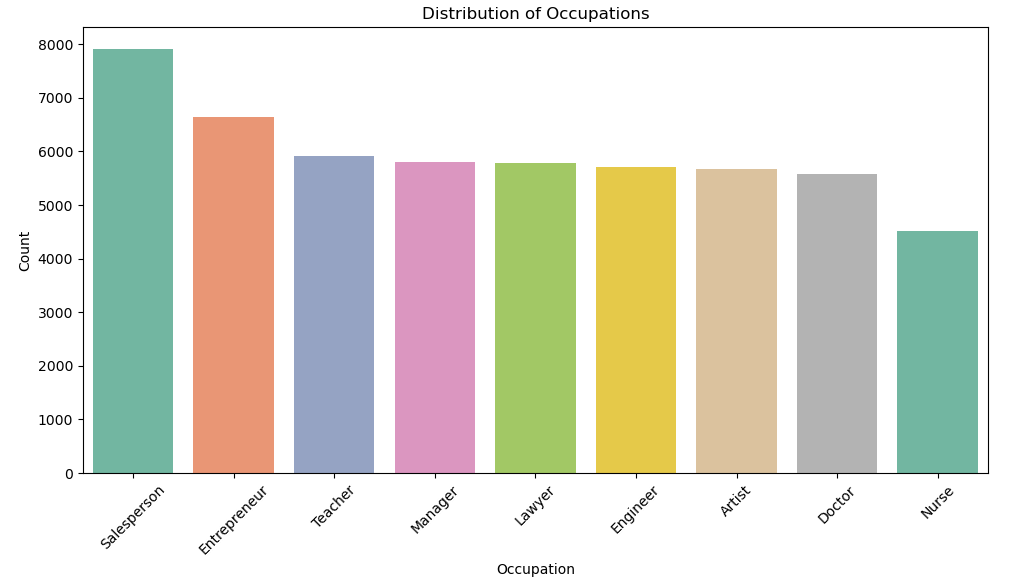 Distribution of Occupations
8000
7000
6000
5000
4000
3000
2000
1000
0
Count
Salesperson
Entrepreneur
Teacher
Manager
Lawyer
Engineer
Artist
Doctor
Nurse
Occupation